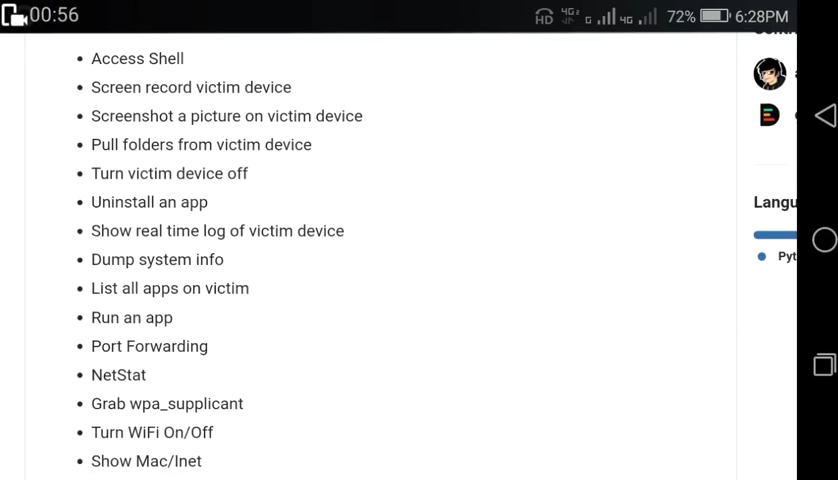 00:56
HD 4G² G 4G 72% 6:28PM
Access Shell
Screen record victim device
Screenshot a picture on victim device
Pull folders from victim device
Turn victim device off
Uninstall an app
Show real time log of victim device
Langu
Dump system info
Pyt
List all apps on victim
Run an app
Port Forwarding
NetStat
Grab wpa_supplicant
Turn WiFi On/Off
Show Mac/Inet